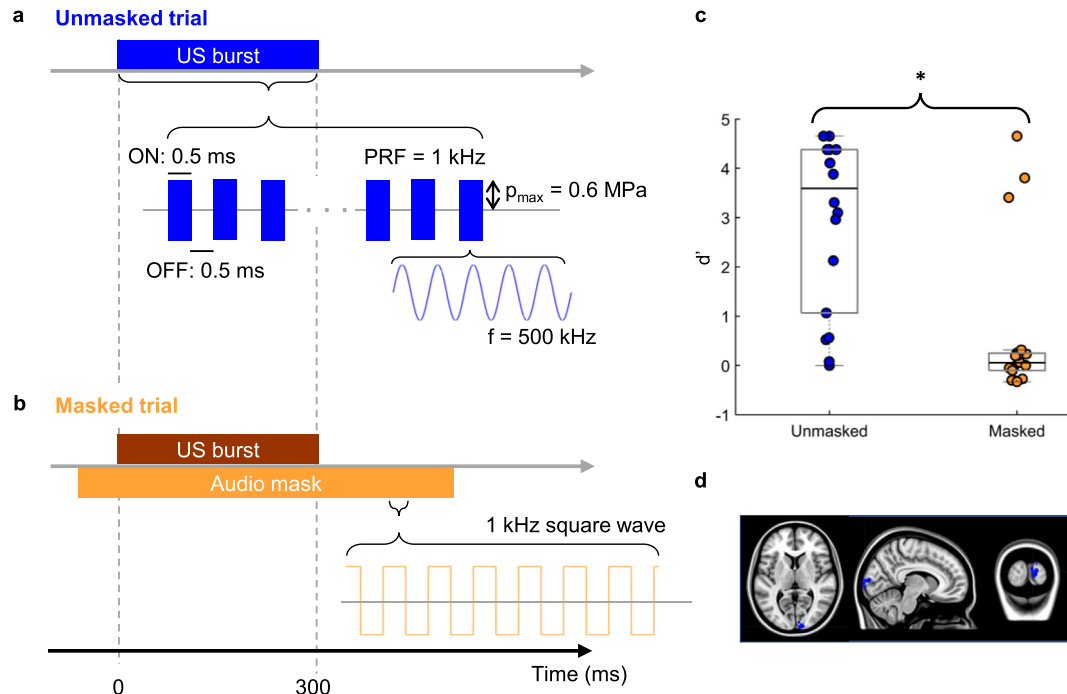 a Unmasked trial
US burst
ON: 0.5 ms
PRF = 1 kHz
pmax = 0.6 MPa
OFF: 0.5 ms
f = 500 kHz
b Masked trial
US burst
Audio mask
1 kHz square wave
Time (ms)
0 300
c
*
5
4
3
2
1
0
-1
d'
Unmasked Masked
d